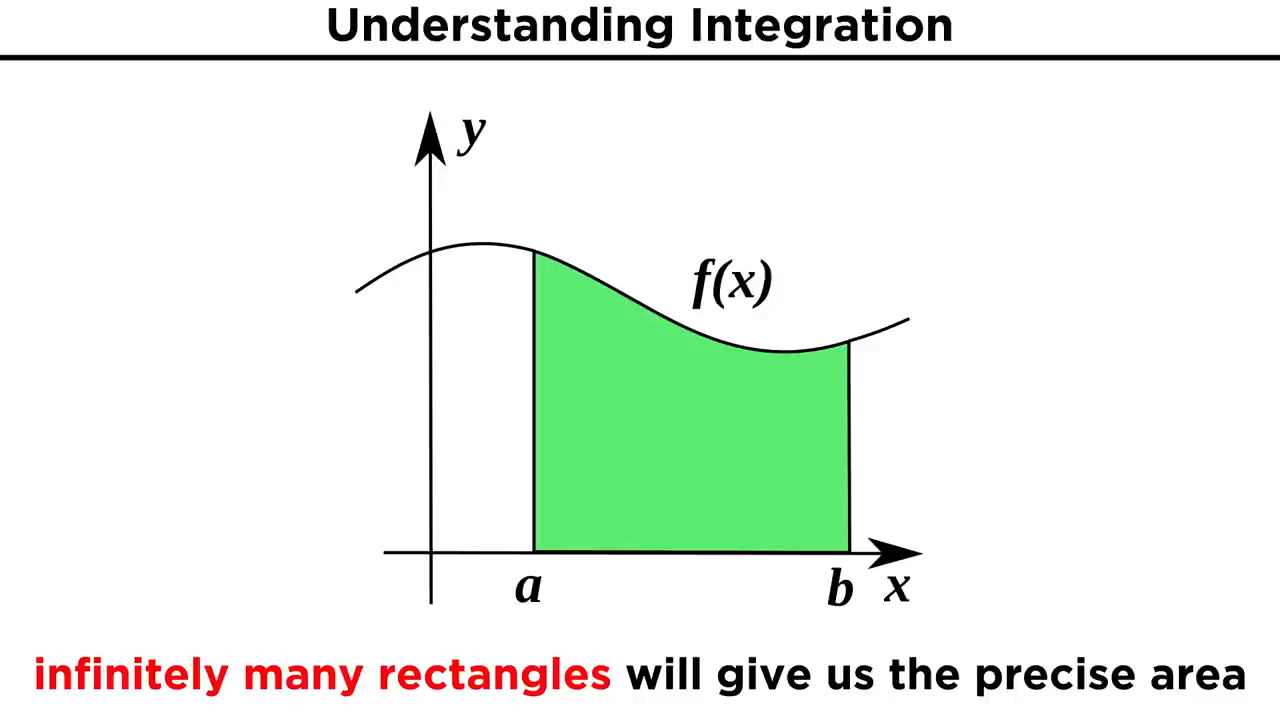 Understanding Integration
y
f(x)
a
b
x
infinitely many rectangles will give us the precise area